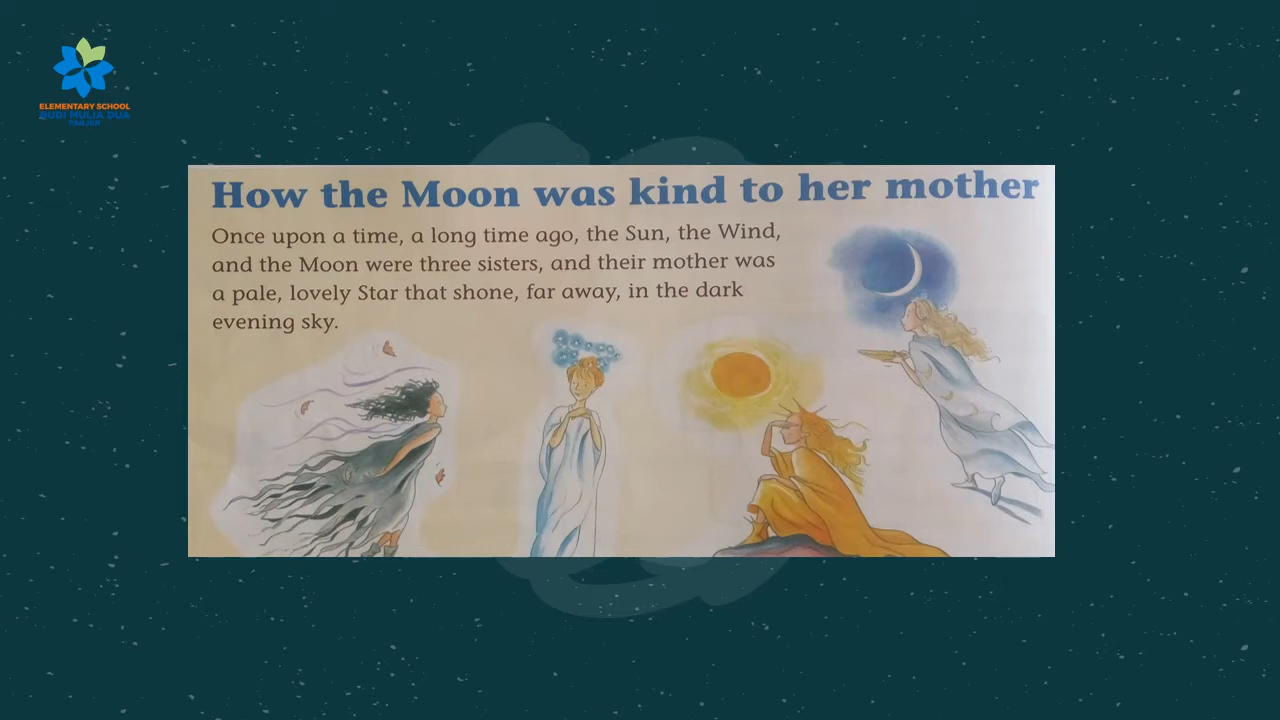 ELEMENTARY SCHOOL
BUDI MULIA DUA
PANJEN
How the Moon was kind to her mother
Once upon a time, a long time ago, the Sun, the Wind,
and the Moon were three sisters, and their mother was
a pale, lovely Star that shone, far away, in the dark
evening sky.